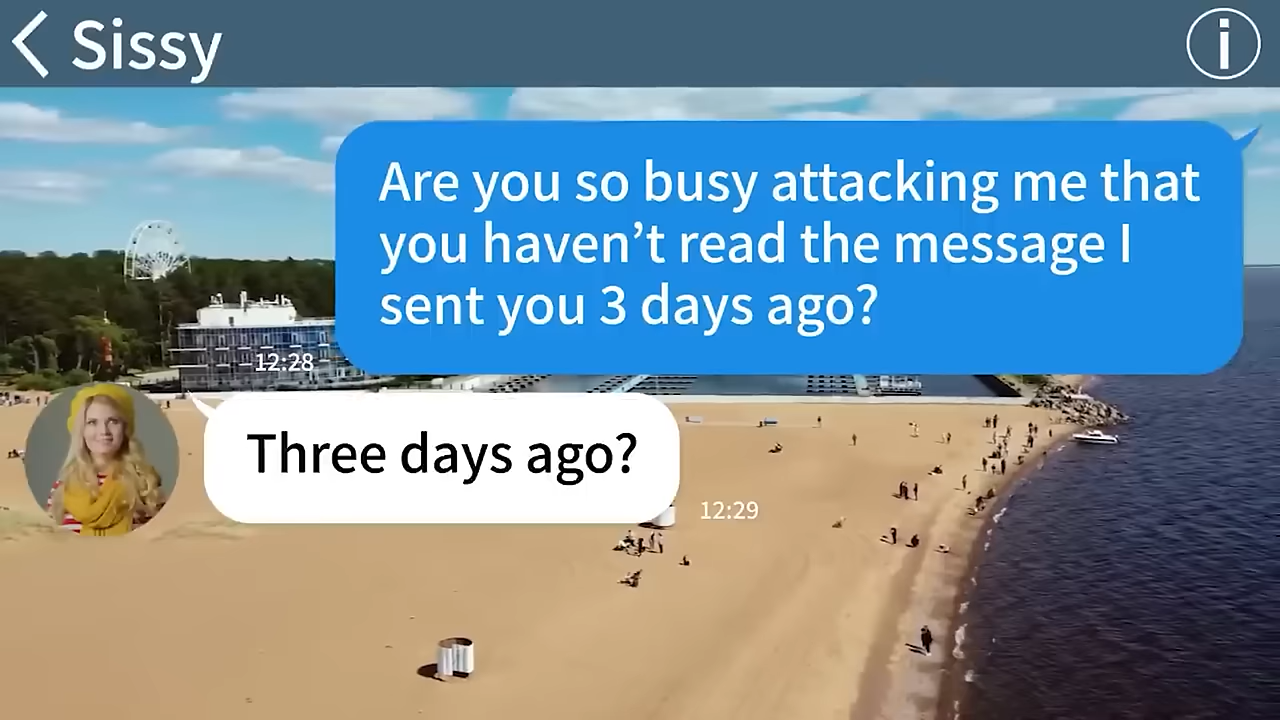 Sissy
Are you so busy attacking me that
you haven’t read the message I
sent you 3 days ago?
12:28
Three days ago?
12:29